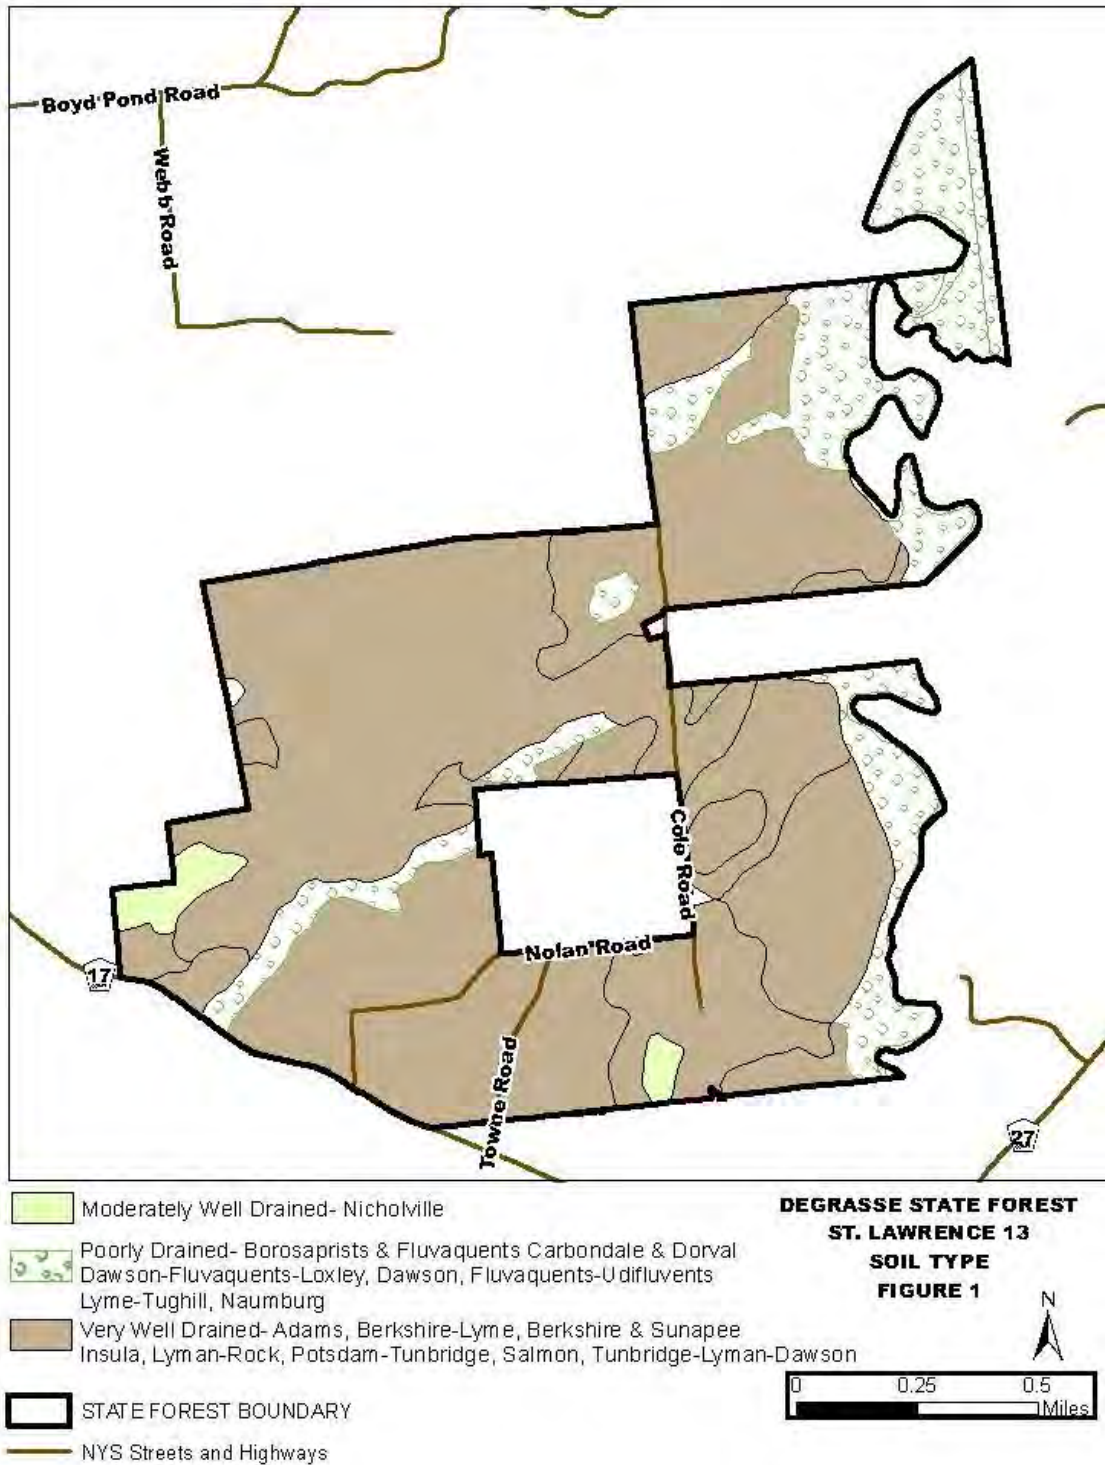 Boyd Pond Road
Webb Road
Cole Road
Nolan Road
17
Towne Road
27
Moderately Well Drained- Nicholville
Poorly Drained- Borosaprists & Fluvaquents Carbondale & Dorval
Dawson-Fluvaquents-Loxley, Dawson, Fluvaquents-Udifluvents
Lyme-Tughill, Naumburg
Very Well Drained- Adams, Berkshire-Lyme, Berkshire & Sunapee
Insula, Lyman-Rock, Potsdam-Tunbridge, Salmon, Tunbridge-Lyman-Dawson
STATE FOREST BOUNDARY
NYS Streets and Highways
DEGRASSE STATE FOREST
ST. LAWRENCE 13
SOIL TYPE
FIGURE 1
N
0 0.25 0.5
Miles